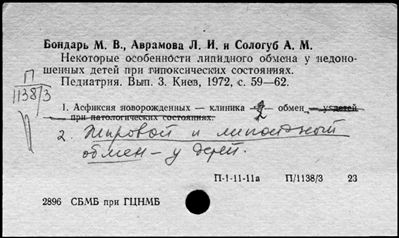 Бондарь М. В., Аврамова Л. И. и Сологуб А. М.
Некоторые особенности липидного обмена у недоно-
шенных детей при гипоксических состояниях.
Педиатрия. Вып. 3. Киев, 1972, с. 59—62.
П
1138/3
1. Асфиксия новорожденных — клиника 2 обмен у детей
при патологических состояниях.
2. Жировой и липоидный
обмен – у детей.
П-1-11-11а П/1138/3 23
2896 СБМБ при ГЦНМБ